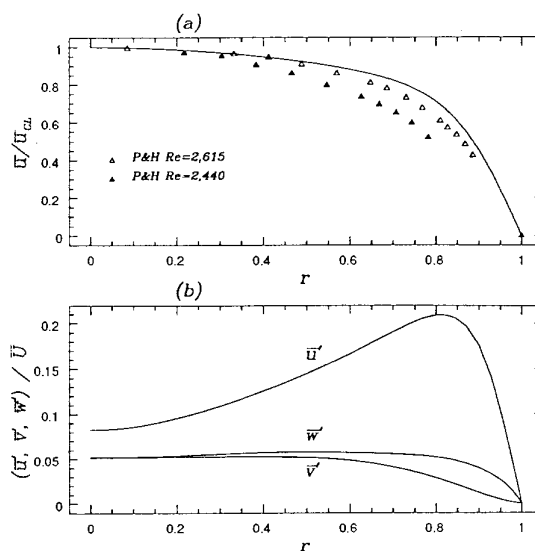 (a)
1
0.8
0.6
0.4
0.2
0
u̅/u̅CL
△ P&H Re=2,615
▲ P&H Re=2,440
0 0.2 0.4 0.6 0.8 1
r
(b)
0.2
0.15
0.1
0.05
0
(u̅', v̅', w̅') / U̅
u̅'
w̅'
v̅'
0 0.2 0.4 0.6 0.8 1
r